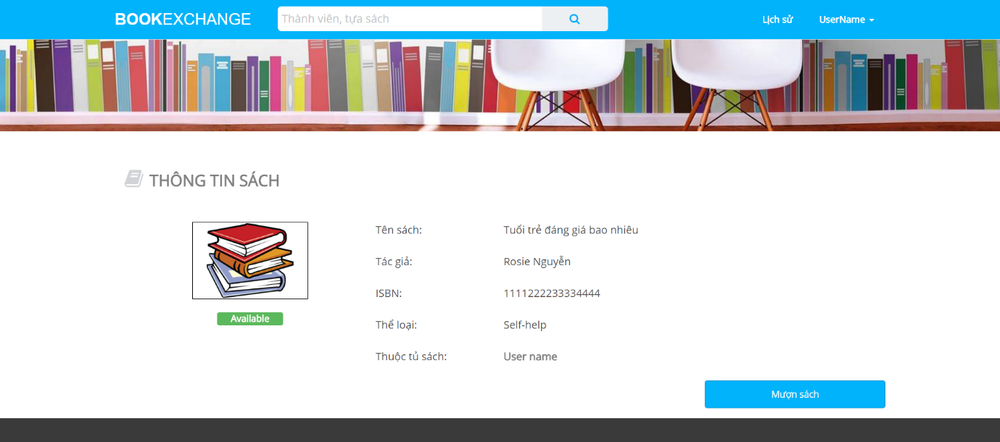 BOOKEXCHANGE
Thành viên, tựa sách
Lịch sử
UserName
THÔNG TIN SÁCH
Available
Tên sách: Tuổi trẻ đáng giá bao nhiêu
Tác giả: Rosie Nguyễn
ISBN: 1111222233334444
Thể loại: Self-help
Thuộc tủ sách: User name
Mượn sách